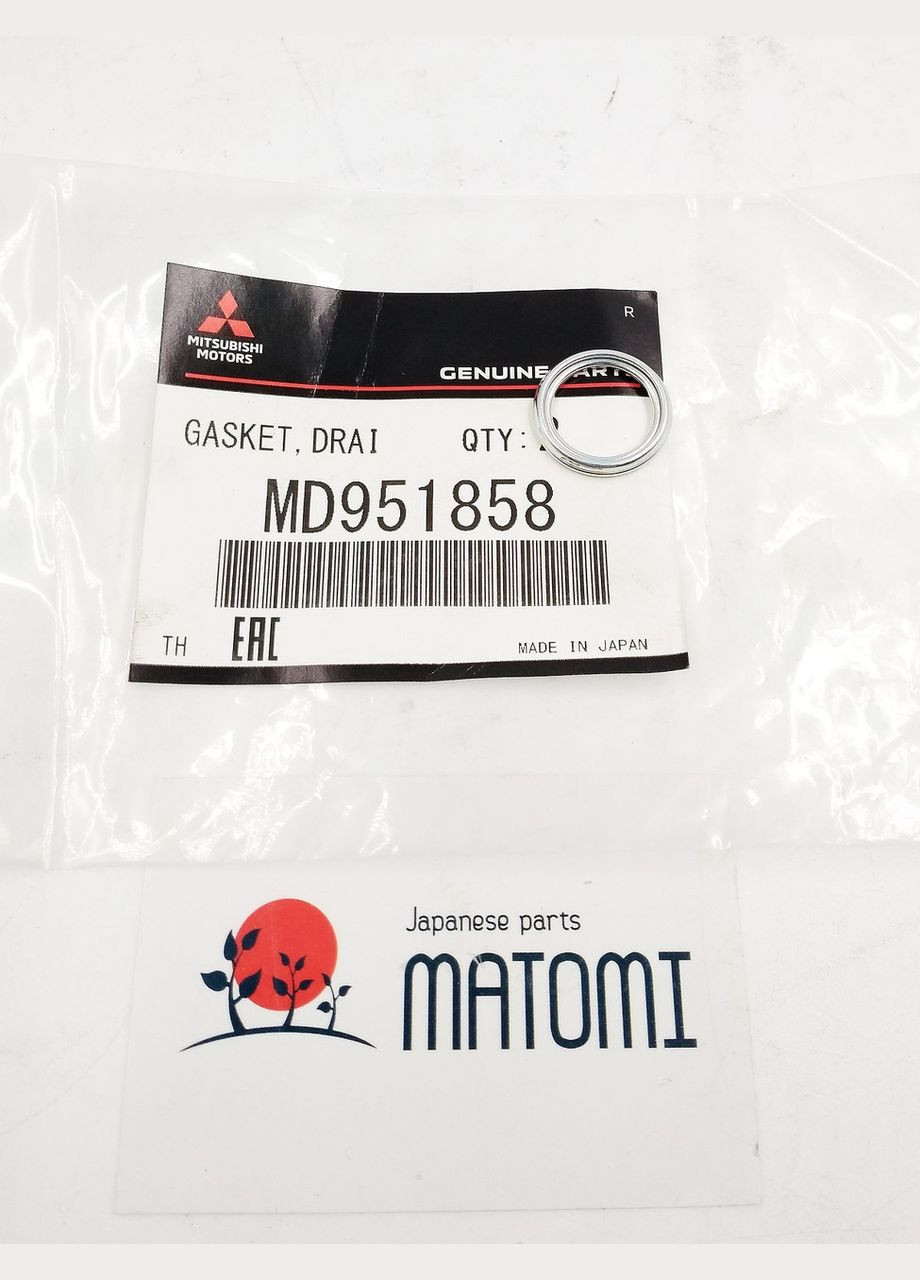 R
MITSUBISHI
MOTORS
GENUINE
GASKET, DRAI QTY:
MD951858
TH EAC MADE IN JAPAN
Japanese parts
MATOMI